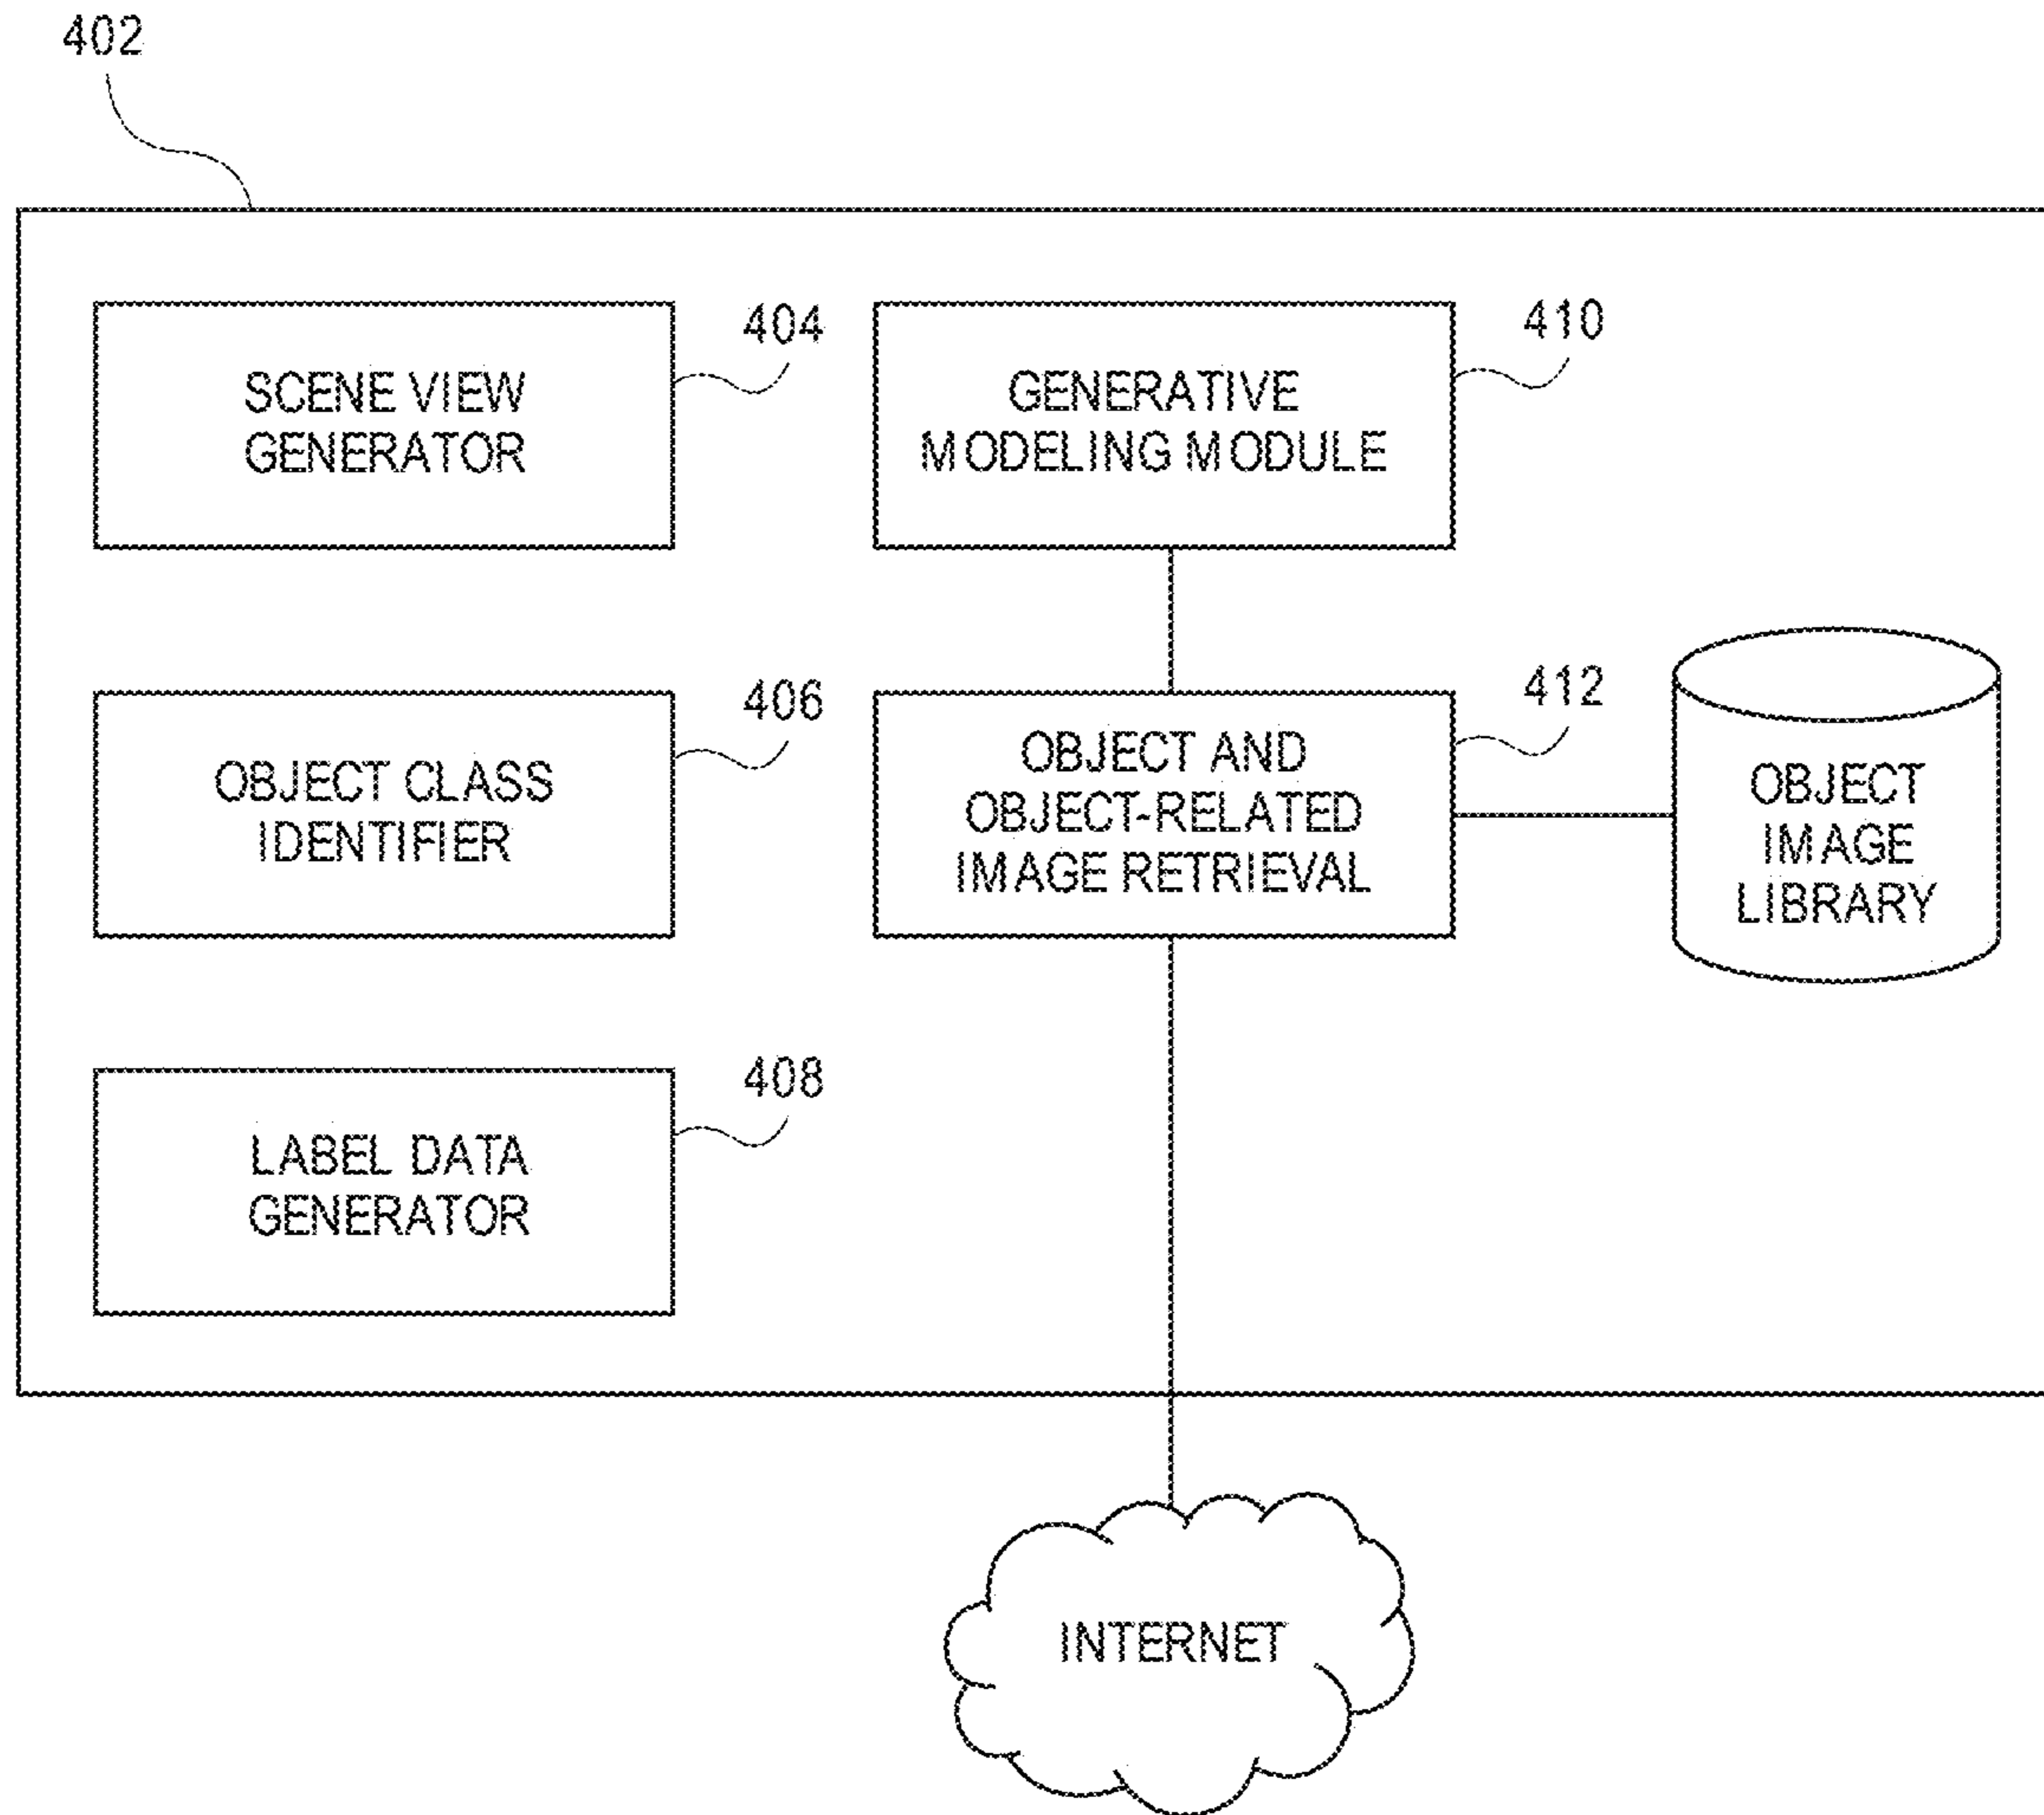 402
SCENE VIEW
GENERATOR
404
GENERATIVE
MODELING MODULE
410
OBJECT CLASS
IDENTIFIER
406
OBJECT AND
OBJECT-RELATED
IMAGE RETRIEVAL
412
OBJECT
IMAGE
LIBRARY
LABEL DATA
GENERATOR
408
INTERNET